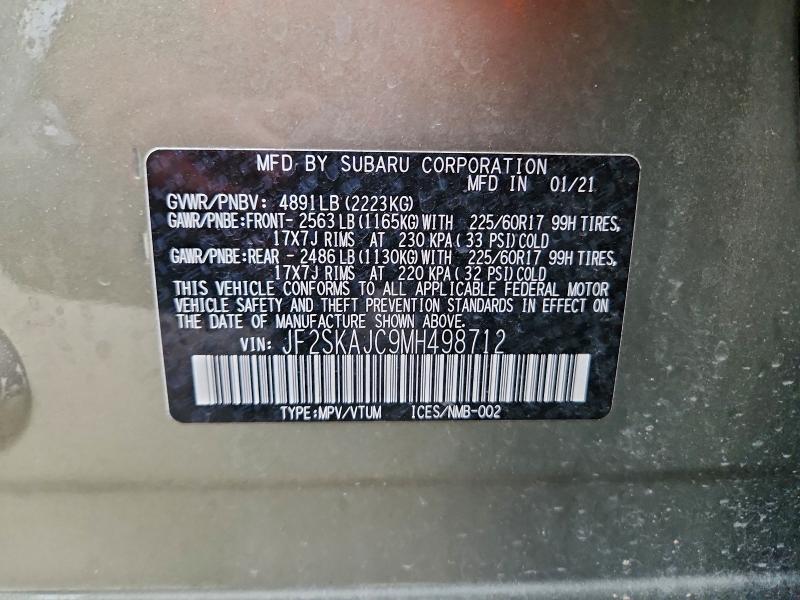 MFD BY SUBARU CORPORATION
MFD IN 01/21
GVWR/PNBV: 4891LB(2223KG)
GAWR/PNBE:FRONT- 2563LB(1165KG)WITH 225/60R17 99H TIRES,
17X7J RIMS AT 230 KPA( 33 PSI)COLD
GAWR/PNBE:REAR - 2486LB(1130KG)WITH 225/60R17 99H TIRES,
17X7J RIMS AT 220 KPA( 32 PSI)COLD
THIS VEHICLE CONFORMS TO ALL APPLICABLE FEDERAL MOTOR
VEHICLE SAFETY AND THEFT PREVENTION STANDARDS IN EFFECT ON
THE DATE OF MANUFACTURE SHOWN ABOVE.
VIN: JF2SKAJC9MH498712
TYPE:MPV/VTUM ICES/NMB-002